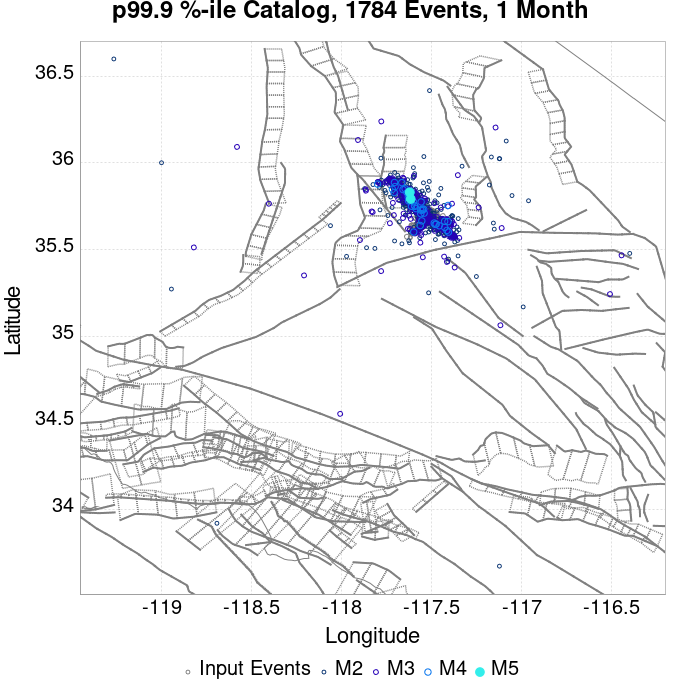 p99.9 %-ile Catalog, 1784 Events, 1 Month
36.5
36
35.5
35
34.5
34
Latitude
-119 -118.5 -118 -117.5 -117 -116.5
Longitude
Input Events M2 M3 M4 M5